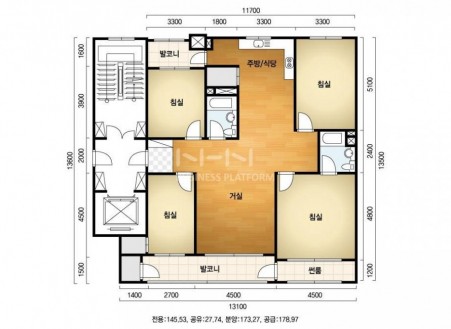 11700
3300 1800 3300 3300
1600
3900
2000
4500
1500
13600
5100
2400
4800
1200
13500
발코니
주방/식당
침실
침실
N-H-N
BUSINESS PLATFORM
침실
거실
침실
발코니
썬룸
1400 2700 4500 4500
13100
전용:145.53, 공유:27.74, 분양:173.27, 공급:178.97